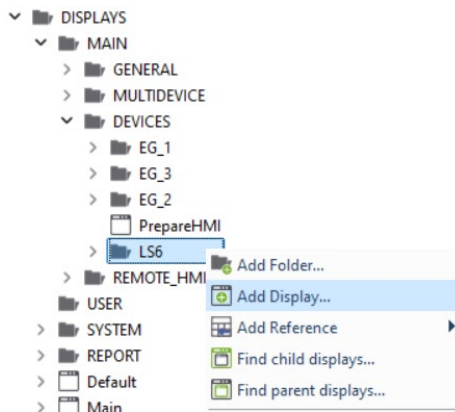 DISPLAYS
MAIN
GENERAL
MULTIDEVICE
DEVICES
EG_1
EG_3
EG_2
PrepareHMI
LS6
REMOTE_HMI
USER
SYSTEM
REPORT
Default
Main
Add Folder...
Add Display...
Add Reference
Find child displays...
Find parent displays...